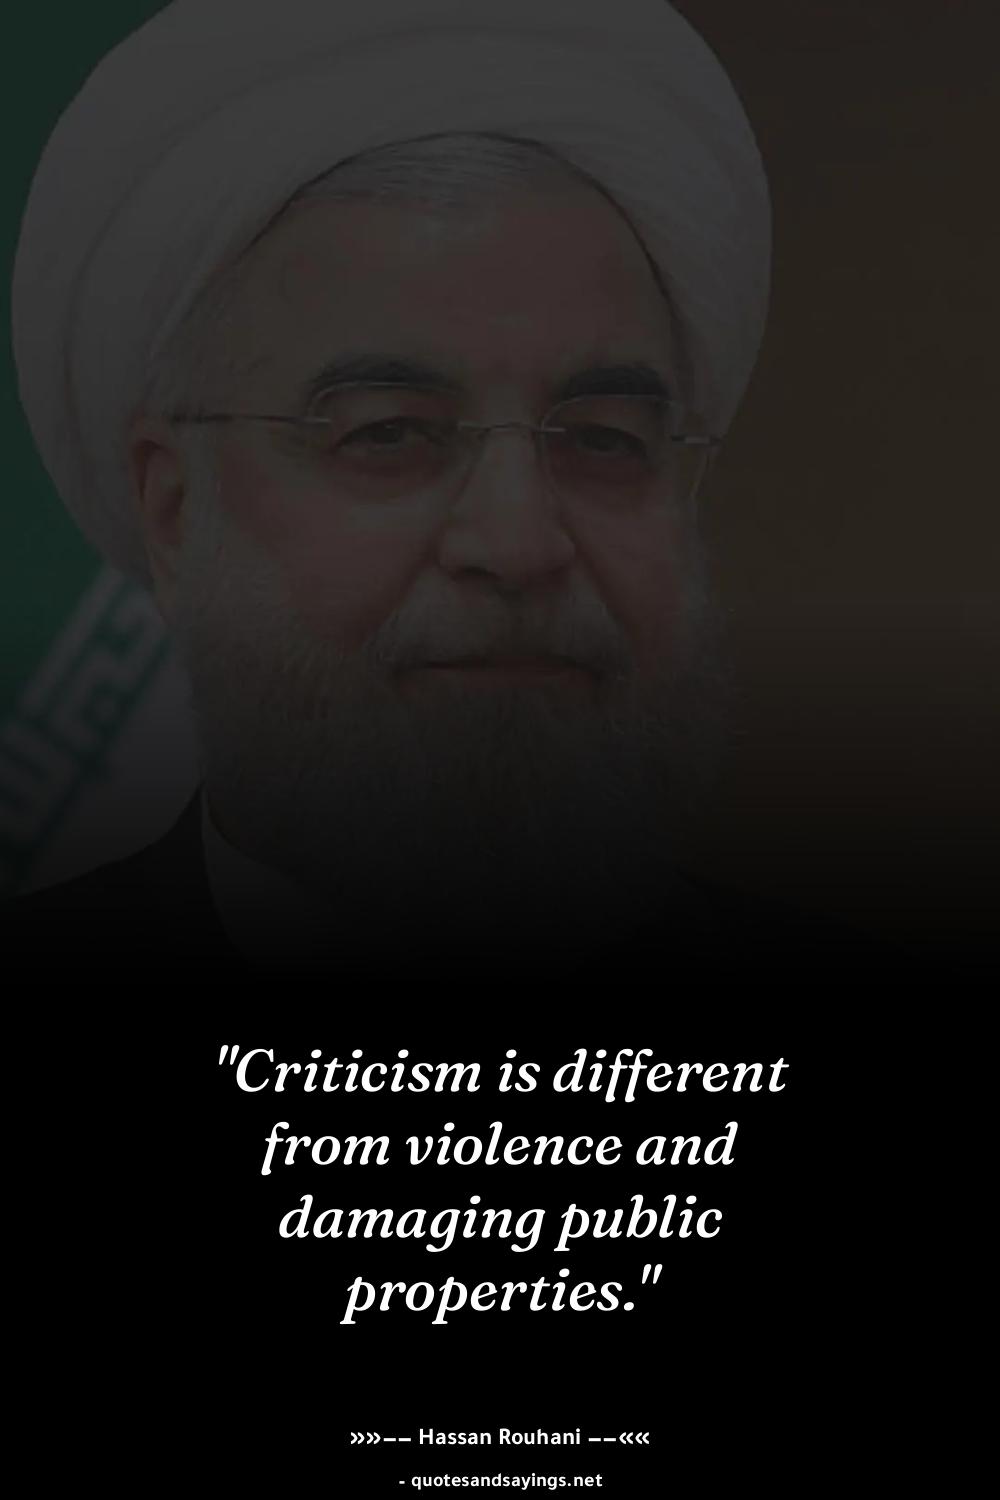 "Criticism is different
from violence and
damaging public
properties."
»»−− Hassan Rouhani −−««
- quotesandsayings.net